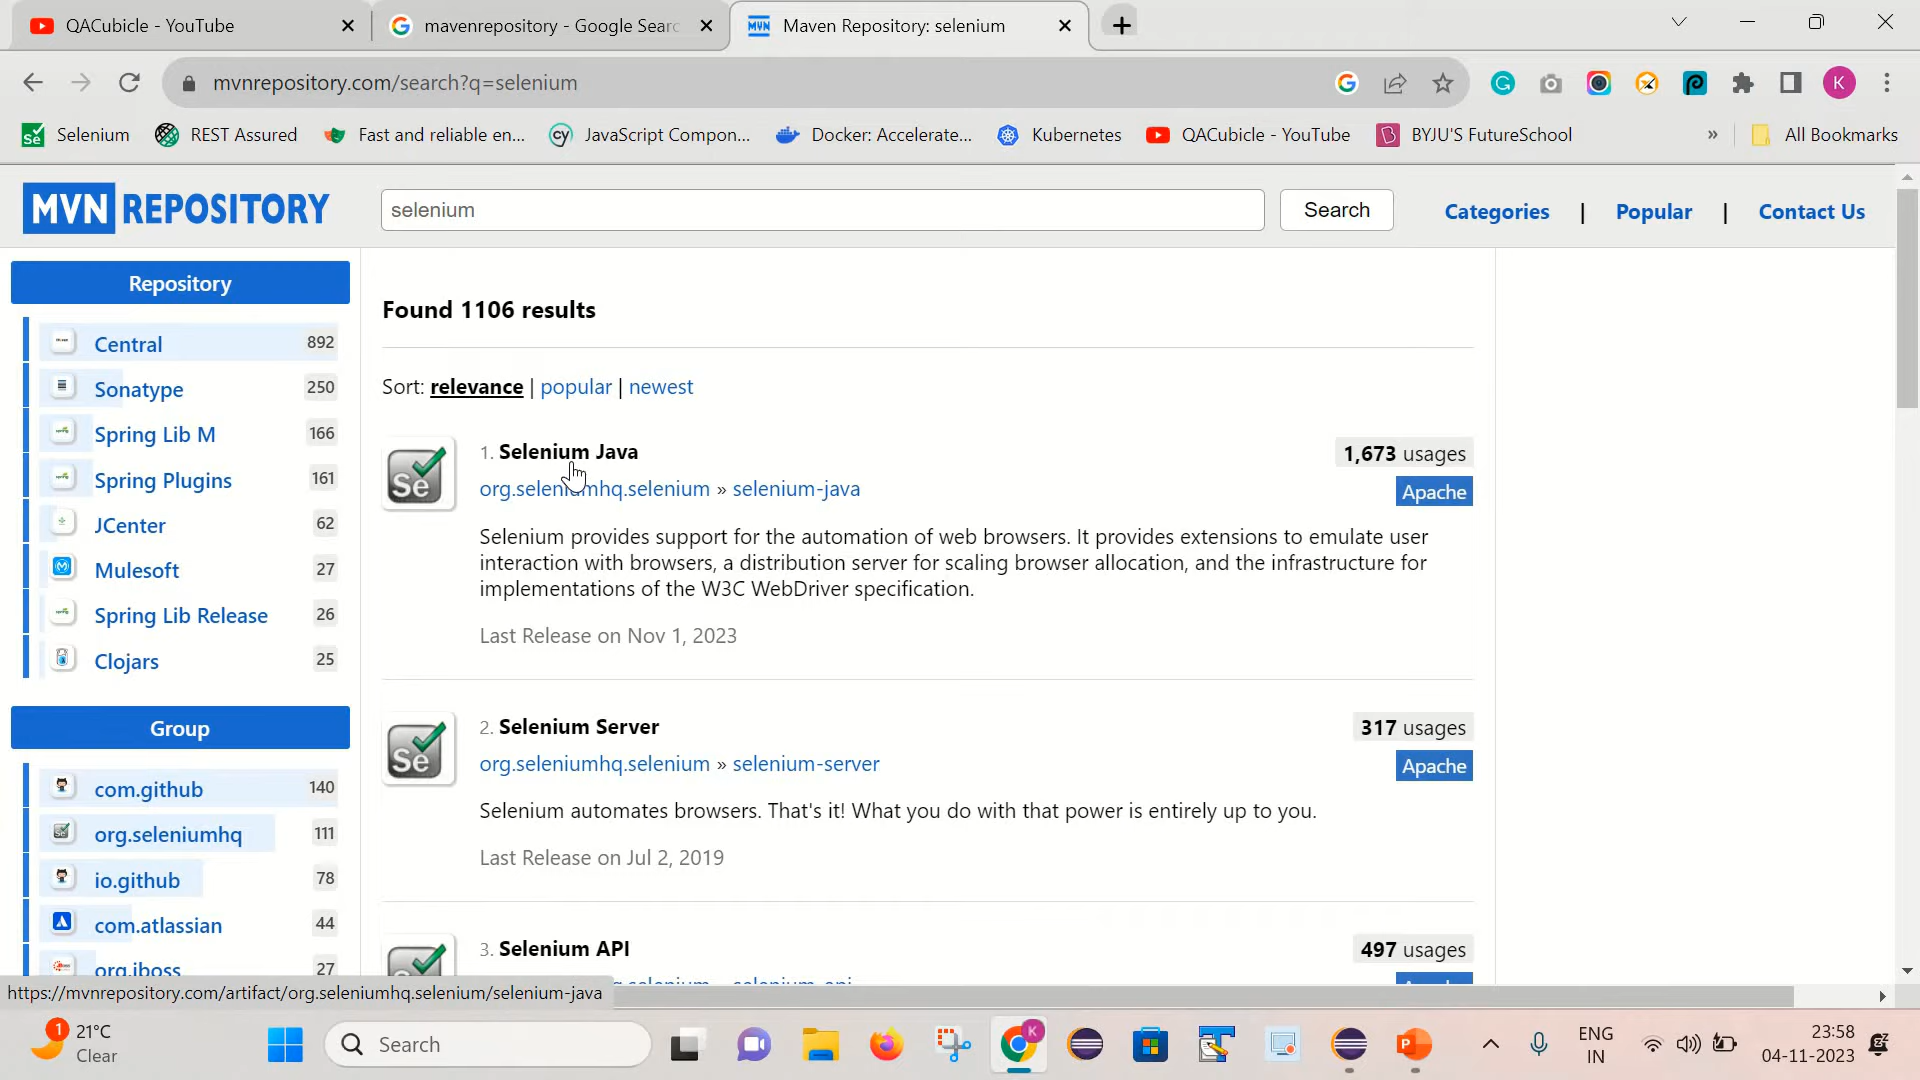 QACubicle - YouTube
mavenrepository - Google Searc
MVN Maven Repository: selenium
mvnrepository.com/search?q=selenium
K
Se Selenium
REST Assured
Fast and reliable en...
cy JavaScript Compon...
Docker: Accelerate...
Kubernetes
QACubicle - YouTube
BYJU'S FutureSchool
»
All Bookmarks
MVN REPOSITORY
selenium
Search
Categories | Popular | Contact Us
Repository
Central 892
Sonatype 250
Spring Lib M 166
Spring Plugins 161
JCenter 62
Mulesoft 27
Spring Lib Release 26
Clojars 25
Group
com.github 140
org.seleniumhq 111
io.github 78
com.atlassian 44
org.jboss 27
Found 1106 results
Sort: relevance | popular | newest
Se
1. Selenium Java
1,673 usages
org.seleniumhq.selenium » selenium-java
Apache
Selenium provides support for the automation of web browsers. It provides extensions to emulate user
interaction with browsers, a distribution server for scaling browser allocation, and the infrastructure for
implementations of the W3C WebDriver specification.
Last Release on Nov 1, 2023
Se
2. Selenium Server
317 usages
org.seleniumhq.selenium » selenium-server
Apache
Selenium automates browsers. That's it! What you do with that power is entirely up to you.
Last Release on Jul 2, 2019
3. Selenium API
497 usages
https://mvnrepository.com/artifact/org.seleniumhq.selenium/selenium-java
1
21°C
Clear
Search
K
P
ENG
IN
23:58
04-11-2023